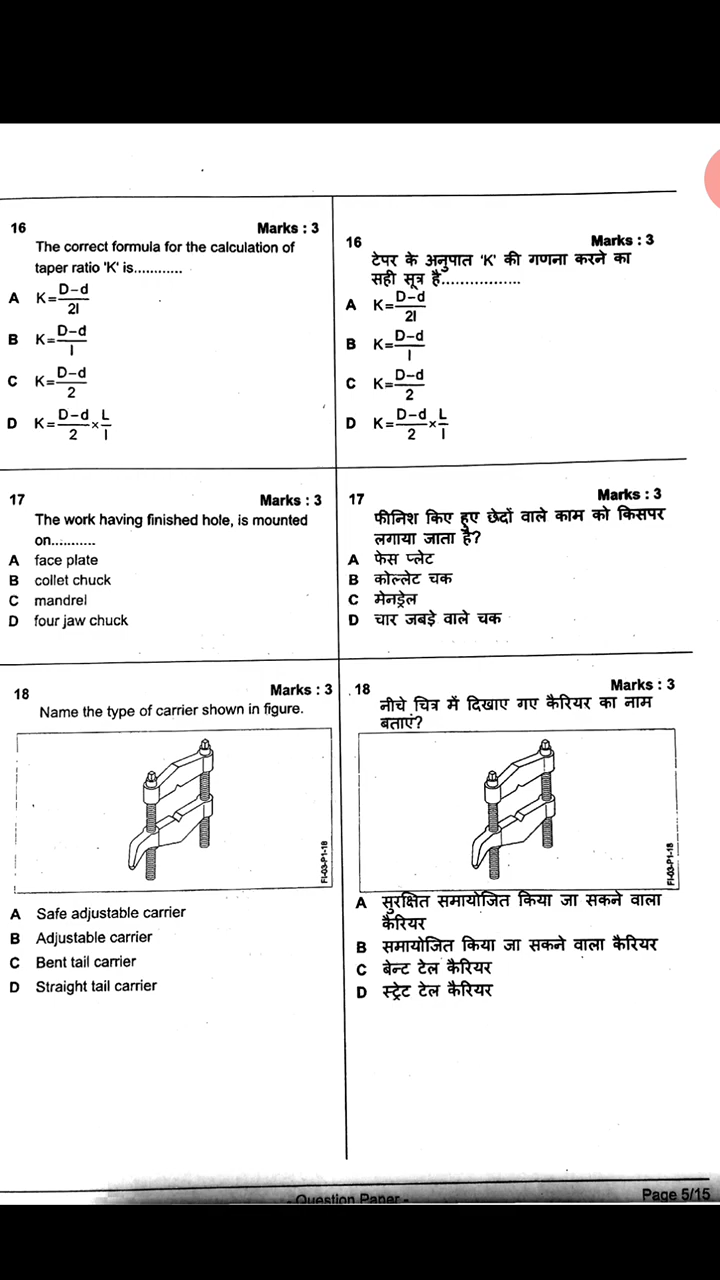 16 Marks : 3
The correct formula for the calculation of
taper ratio 'K' is............
A K=D–d/2l
B K=D–d/l
C K=D–d/2
D K=D–d/2×L/l
17 Marks : 3
The work having finished hole, is mounted
on...........
A face plate
B collet chuck
C mandrel
D four jaw chuck
18 Marks : 3
Name the type of carrier shown in figure.
FI-03-P1-18
A Safe adjustable carrier
B Adjustable carrier
C Bent tail carrier
D Straight tail carrier
16 Marks : 3
टेपर के अनुपात 'K' की गणना करने का
सही सूत्र है.................
A K=D–d/2l
B K=D–d/l
C K=D–d/2
D K=D–d/2×L/l
17 Marks : 3
फीनिश किए हुए छेदों वाले काम को किसपर
लगाया जाता है?
A फेस प्लेट
B कोल्लेट चक
C मेनड्रेल
D चार जबड़े वाले चक
18 Marks : 3
नीचे चित्र में दिखाए गए कैरियर का नाम
बताएं?
FI-03-P1-18
A सुरक्षित समायोजित किया जा सकने वाला
कैरियर
B समायोजित किया जा सकने वाला कैरियर
C बेन्ट टेल कैरियर
D स्ट्रेट टेल कैरियर
- Question Paper -
Page 5/15